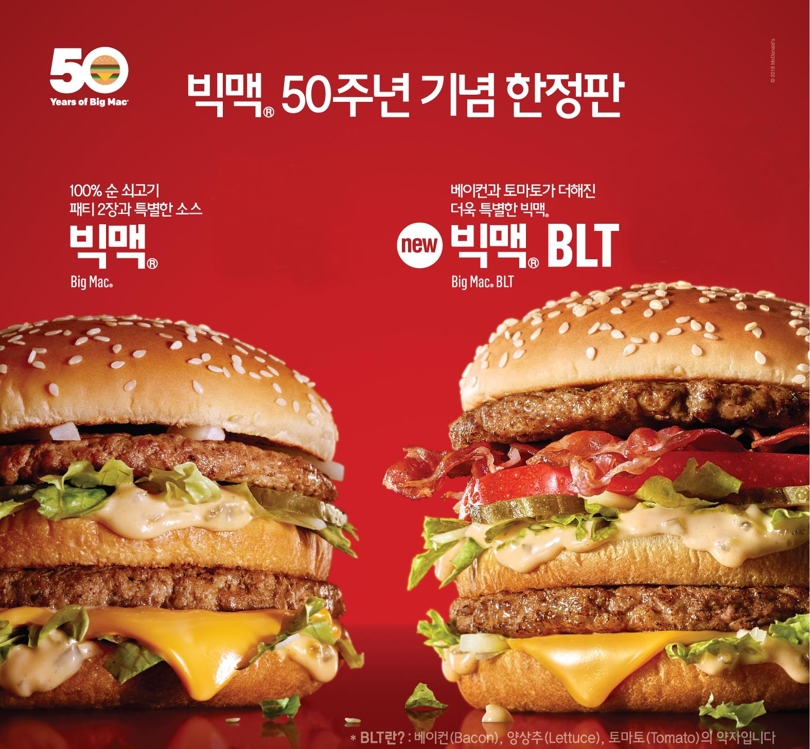 50
Years of Big Mac®
빅맥® 50주년 기념 한정판
© 2018 McDonald's
100% 순 쇠고기
패티 2장과 특별한 소스
빅맥®
Big Mac®
베이컨과 토마토가 더해진
더욱 특별한 빅맥®
new 빅맥® BLT
Big Mac® BLT
* BLT란? : 베이컨(Bacon), 양상추(Lettuce), 토마토(Tomato)의 약자입니다